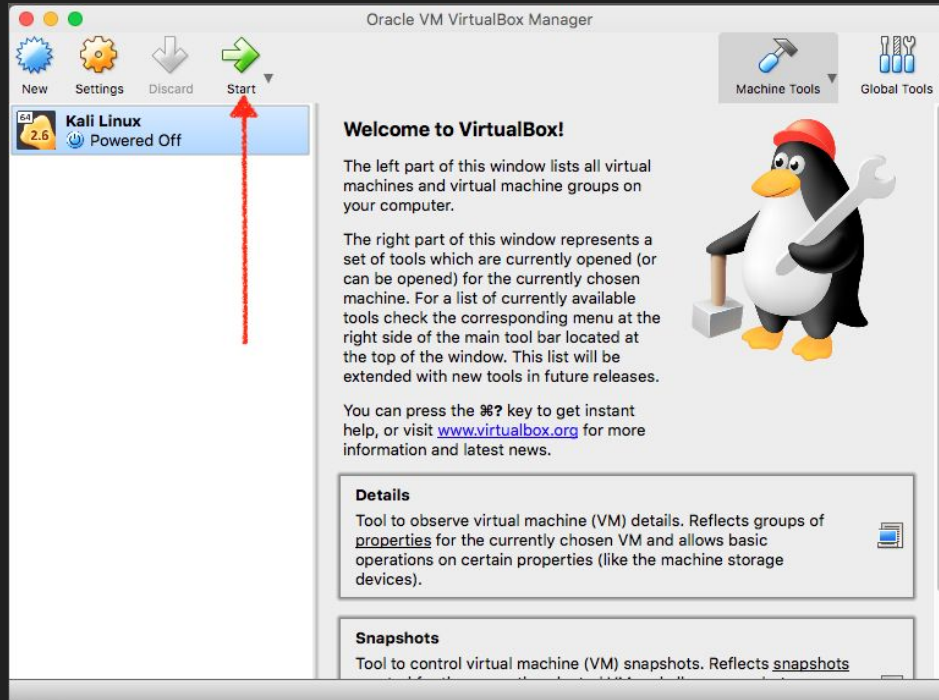 Oracle VM VirtualBox Manager
New
Settings
Discard
Start
Machine Tools
Global Tools
64
2.6
Kali Linux
Powered Off
Welcome to VirtualBox!
The left part of this window lists all virtual
machines and virtual machine groups on
your computer.
The right part of this window represents a
set of tools which are currently opened (or
can be opened) for the currently chosen
machine. For a list of currently available
tools check the corresponding menu at the
right side of the main tool bar located at
the top of the window. This list will be
extended with new tools in future releases.
You can press the ⌘? key to get instant
help, or visit www.virtualbox.org for more
information and latest news.
Details
Tool to observe virtual machine (VM) details. Reflects groups of
properties for the currently chosen VM and allows basic
operations on certain properties (like the machine storage
devices).
Snapshots
Tool to control virtual machine (VM) snapshots. Reflects snapshots